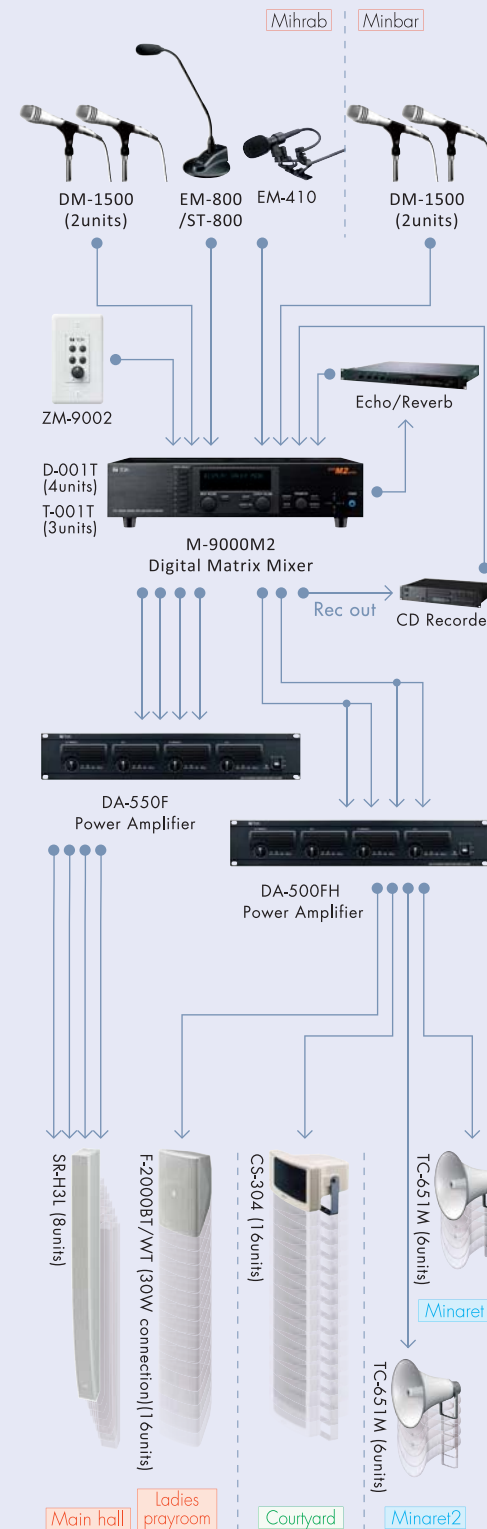 Mihrab
Minbar
DM-1500
(2units)
EM-800
/ST-800
EM-410
DM-1500
(2units)
ZM-9002
Echo/Reverb
D-001T
(4units)
T-001T
(3units)
M-9000M2
Digital Matrix Mixer
Rec out
CD Recorde
DA-550F
Power Amplifier
DA-500FH
Power Amplifier
SR-H3L (8units)
F-2000BT/WT (30W connection)(16units)
CS-304 (16units)
TC-651M (6units)
Minaret
TC-651M (6units)
Main hall
Ladies
prayroom
Courtyard
Minaret2